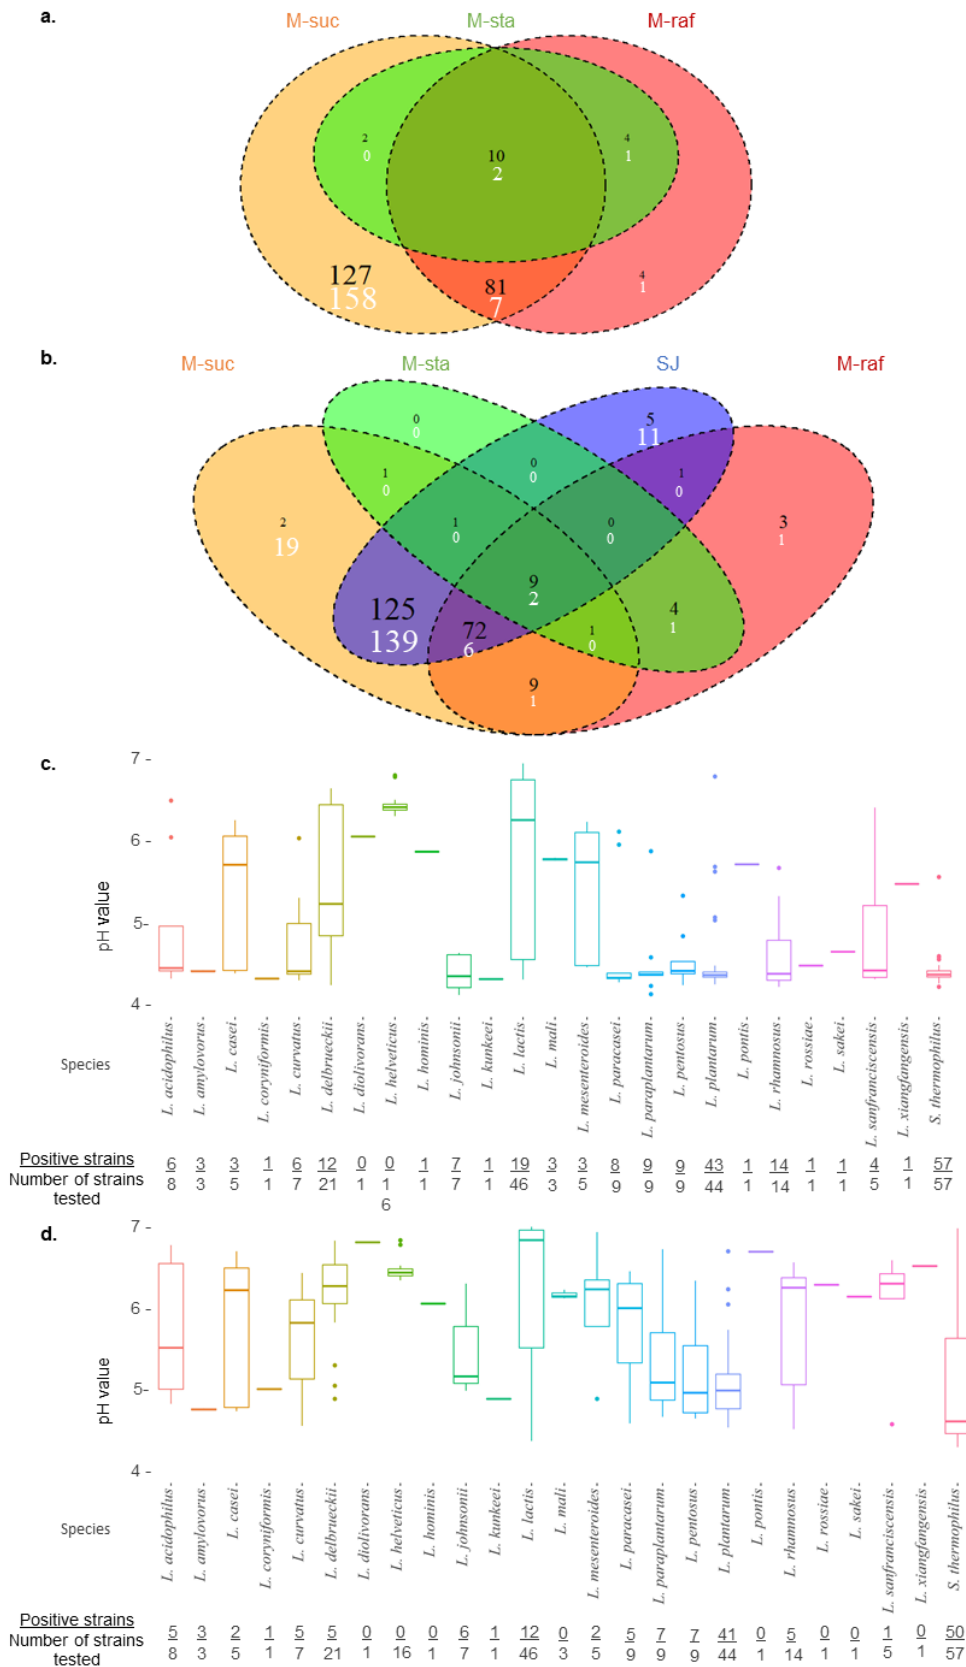 a.
M-suc M-sta M-raf
2 4
0 10 1
2
127 81 4
158 7 1
b.
M-suc M-sta SJ M-raf
0 5
0 11
1 0 1
0 0 0
2 1 0 3
19 0 0 1
9
125 2 4
139 72 1 1
6 0
9
1
c.
7 -
6 -
5-
4 -
pH value
Species
L. acidophilus-
L. amylovorus-
L. casei-
L. coryniformis-
L. curvatus-
L. delbrueckii-
L. diolivorans-
L. helveticus-
L. hominis-
L. johnsonii-
L. kunkeei-
L. lactis-
L. mali-
L. mesenteroides-
L. paracasei-
L. paraplantarum-
L. pentosus-
L. plantarum-
L. pontis-
L. rhamnosus-
L. rossiae-
L. sakei-
L. sanfranciscensis-
L. xiangfangensis-
S. thermophilus-
Positive strains 6 3 3 1 6 12 0 0 1 7 1 19 3 3 8 9 9 43 1 14 1 1 4 1 57
Number of strains 8 3 5 1 7 21 1 1 1 7 1 46 3 5 9 9 9 44 1 14 1 1 5 1 57
tested 6
d.
7 -
6 -
5-
4 -
pH value
Species
L. acidophilus-
L. amylovorus-
L. casei-
L. coryniformis-
L. curvatus-
L. delbrueckii-
L. diolivorans-
L. helveticus-
L. hominis-
L. johnsonii-
L. kunkeei-
L. lactis-
L. mali-
L. mesenteroides-
L. paracasei-
L. paraplantarum-
L. pentosus-
L. plantarum-
L. pontis-
L. rhamnosus-
L. rossiae-
L. sakei-
L. sanfranciscensis-
L. xiangfangensis-
S. thermophilus-
Positive strains 5 3 2 1 5 5 0 0 0 6 1 12 0 2 5 7 7 41 0 5 0 0 1 0 50
Number of strains 8 3 5 1 7 21 1 16 1 7 1 46 3 5 9 9 9 44 1 14 1 1 5 1 57
tested